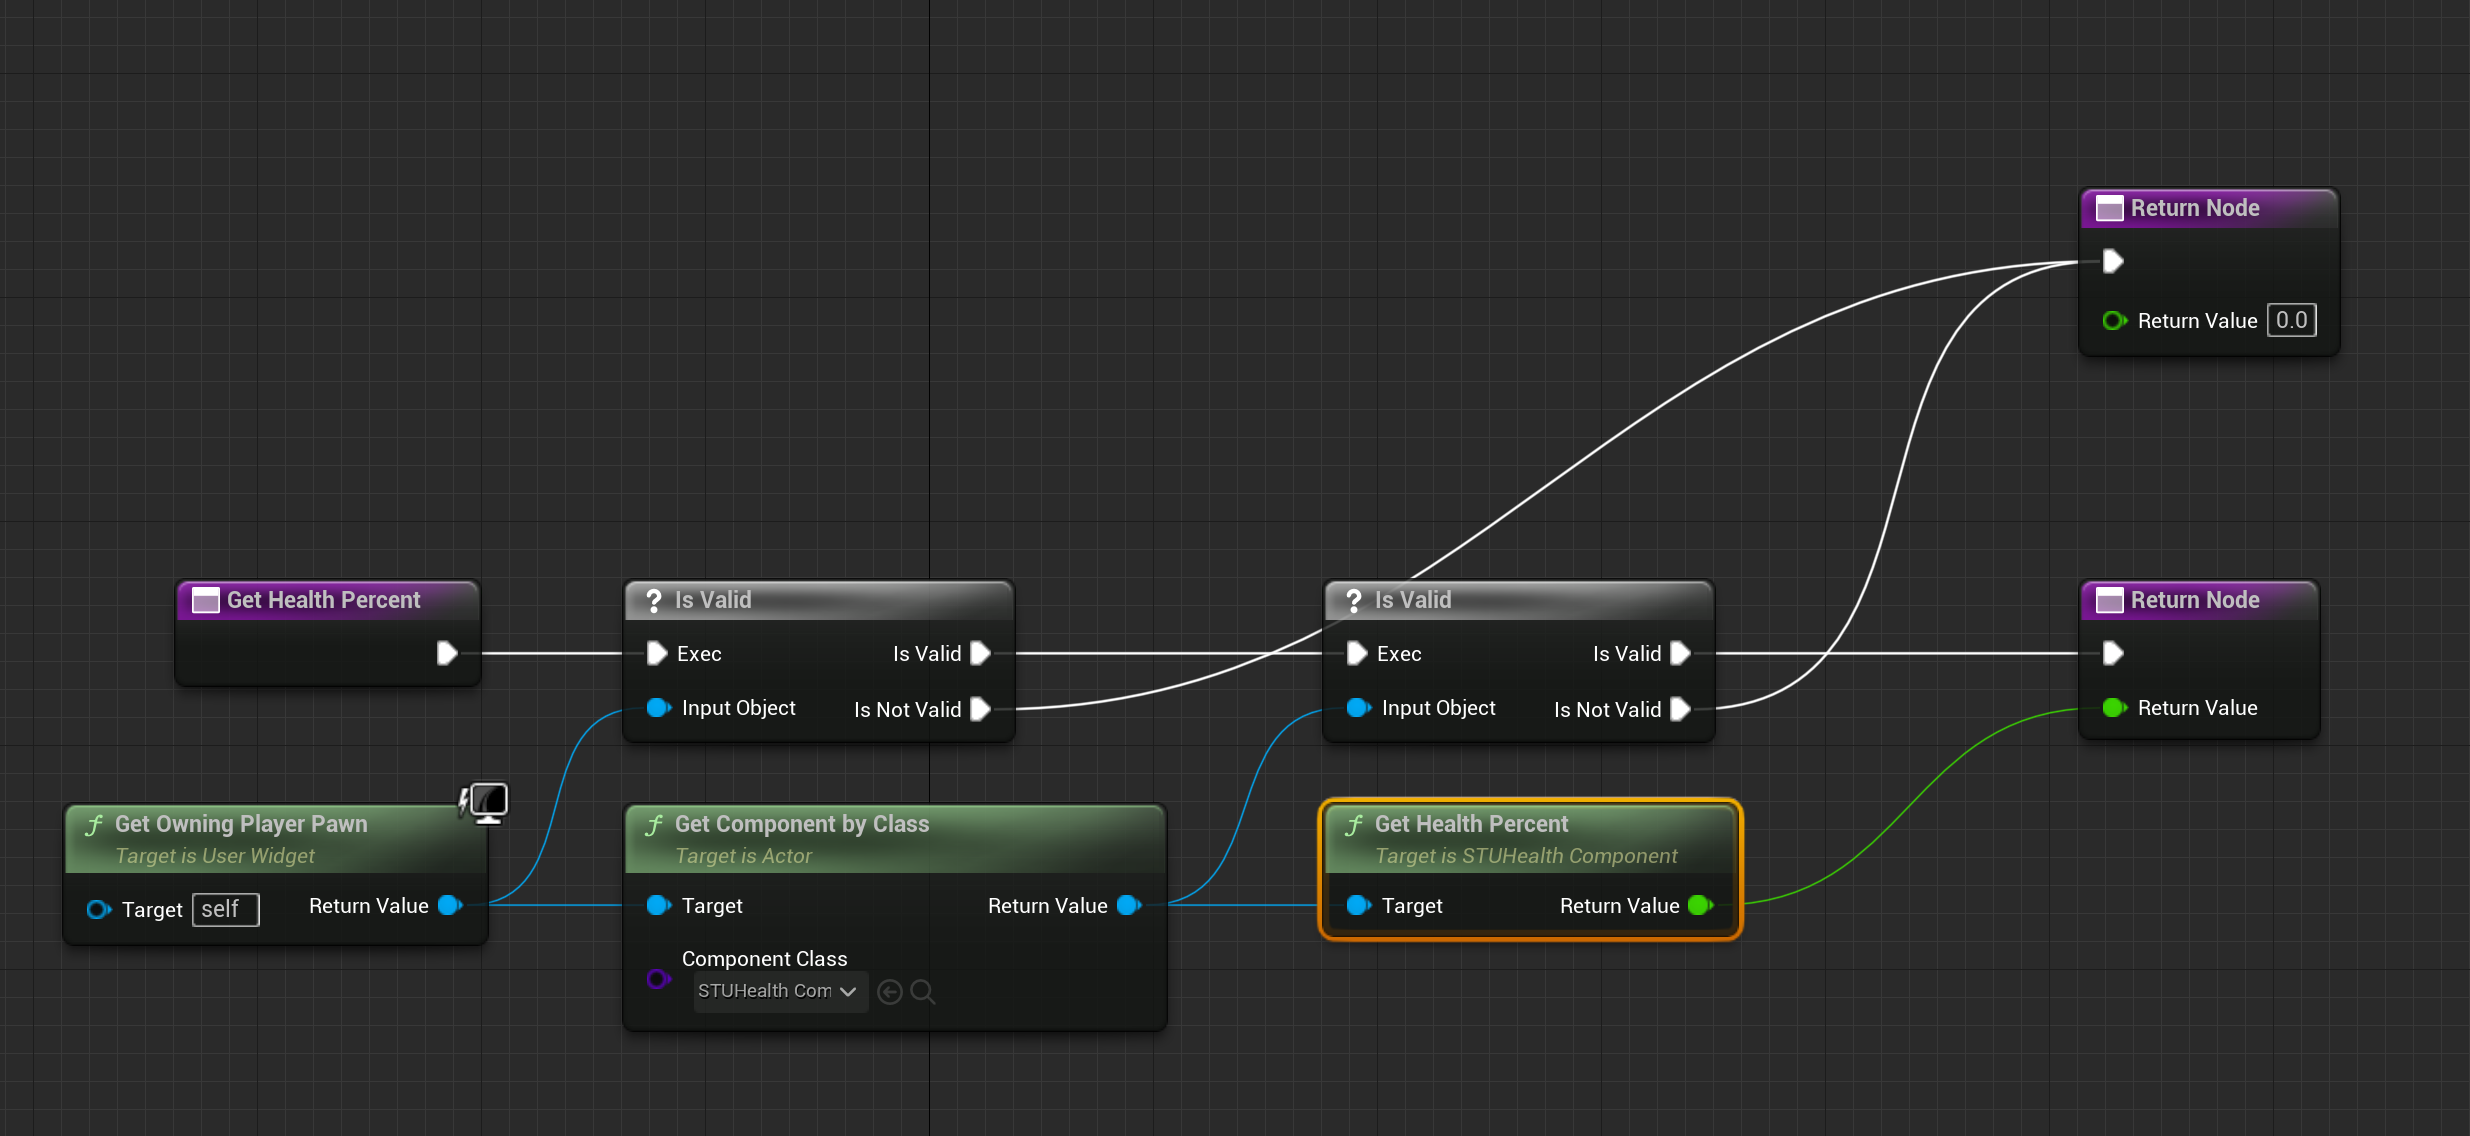 Return Node
Return Value 0.0
Get Health Percent
? Is Valid
Exec
Is Valid
Input Object
Is Not Valid
? Is Valid
Exec
Is Valid
Input Object
Is Not Valid
Return Node
Return Value
f Get Owning Player Pawn
Target is User Widget
Target self
Return Value
f Get Component by Class
Target is Actor
Target
Return Value
Component Class
STUHealth Com
f Get Health Percent
Target is STUHealth Component
Target
Return Value